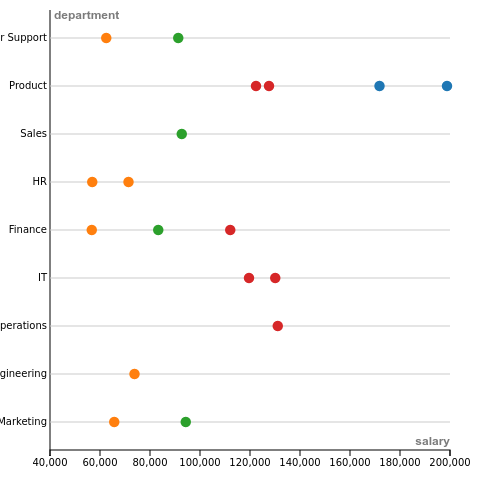 department
r Support
Product
Sales
HR
Finance
IT
perations
gineering
Marketing
salary
40,000 60,000 80,000 100,000 120,000 140,000 160,000 180,000 200,000